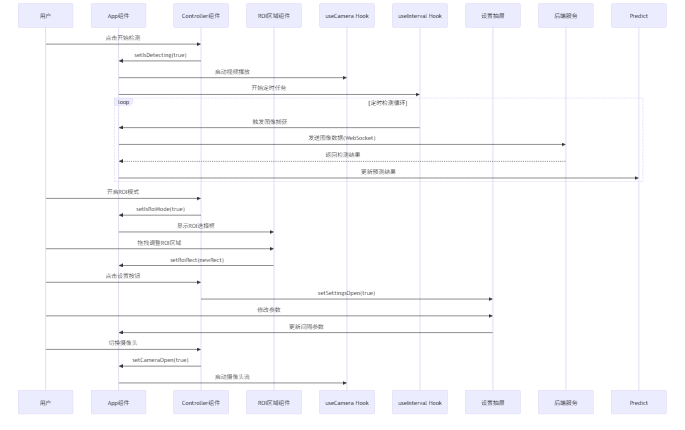 用户 App组件 Controller组件 ROI区域组件 useCamera Hook useInterval Hook 设置抽屉 后端服务 Predict
点击开始检测
setIsDetecting(true)
启动视频播放
开始定时任务
loop [定时检测循环]
触发图像捕获
发送图像数据(WebSocket)
返回检测结果
更新预测结果
开启ROI模式
setIsRoiMode(true)
显示ROI选择框
拖拽调整ROI区域
setRoiRect(newRect)
点击设置按钮
setSettingsOpen(true)
修改参数
更新间隔参数
切换摄像头
setCameraOpen(true)
启动摄像头流
用户 App组件 Controller组件 ROI区域组件 useCamera Hook useInterval Hook 设置抽屉 后端服务 Predict